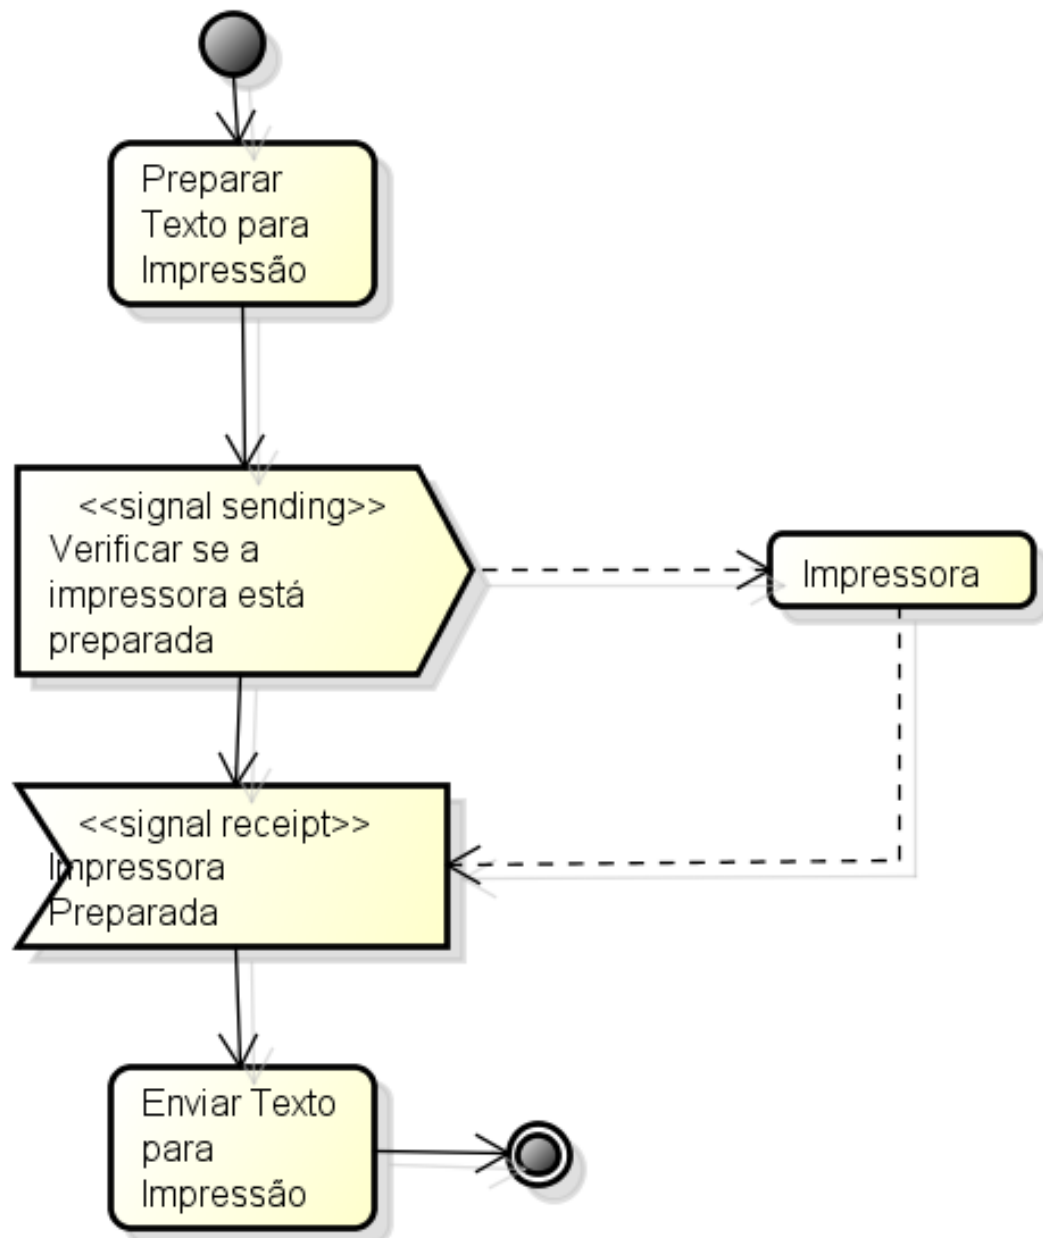 Preparar
Texto para
Impressão
<<signal sending>>
Verificar se a
impressora está
preparada
Impressora
<<signal receipt>>
Impressora
Preparada
Enviar Texto
para
Impressão